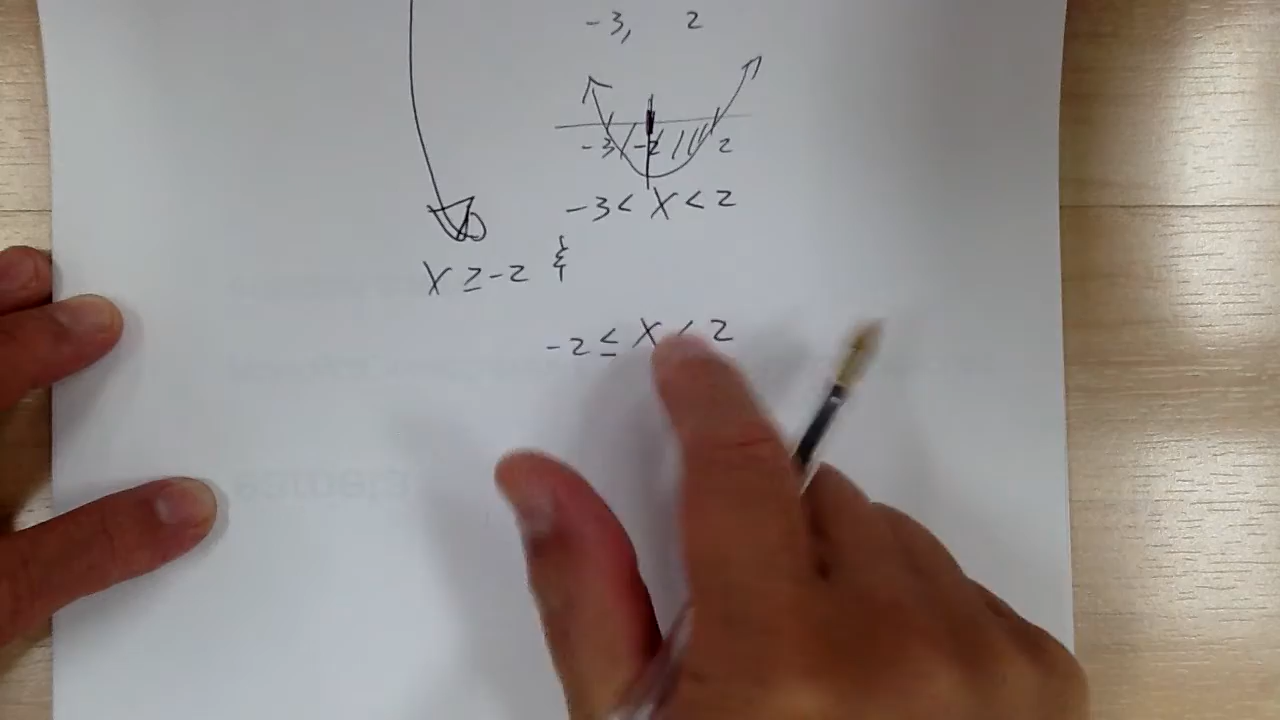 -3, 2
-3 -2 2
-3 < x < 2
x ≥ -2 &
-2 ≤ x < 2